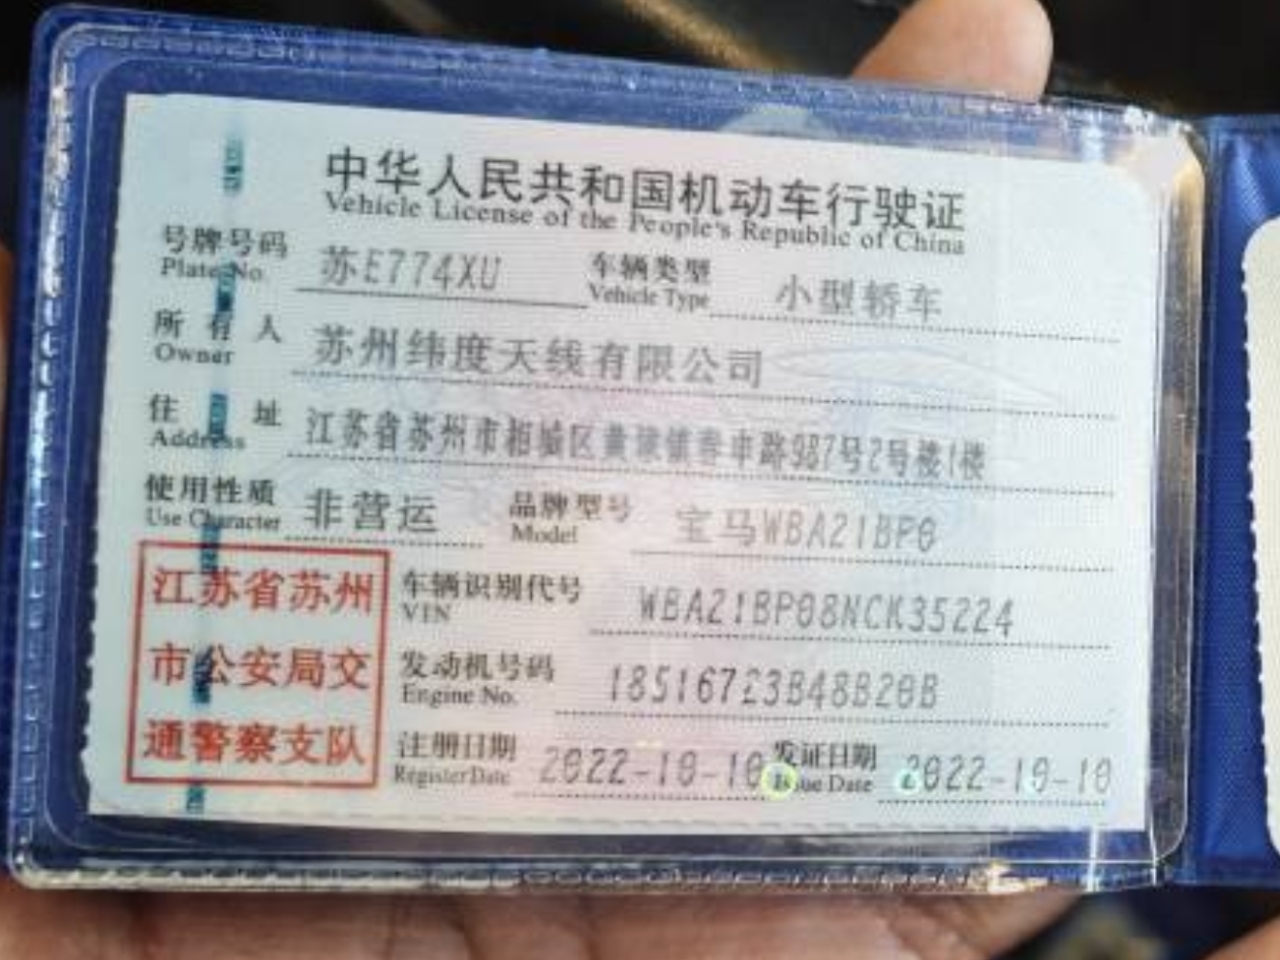 中华人民共和国机动车行驶证
Vehicle License of the People's Republic of China
号牌号码 苏E774XU 车辆类型 小型轿车
Plate No. Vehicle Type
所有人 苏州纬度天线有限公司
Owner
住址 江苏省苏州市相城区黄埭镇春申路987号2号楼1楼
Address
使用性质 非营运 品牌型号 宝马WBA21BP0
Use Character Model
江苏省苏州
市公安局交
通警察支队
车辆识别代号 WBA21BP08NCK35224
VIN
发动机号码 18516723B48B20B
Engine No.
注册日期 2022-10-10 发证日期 2022-10-10
Register Date Issue Date